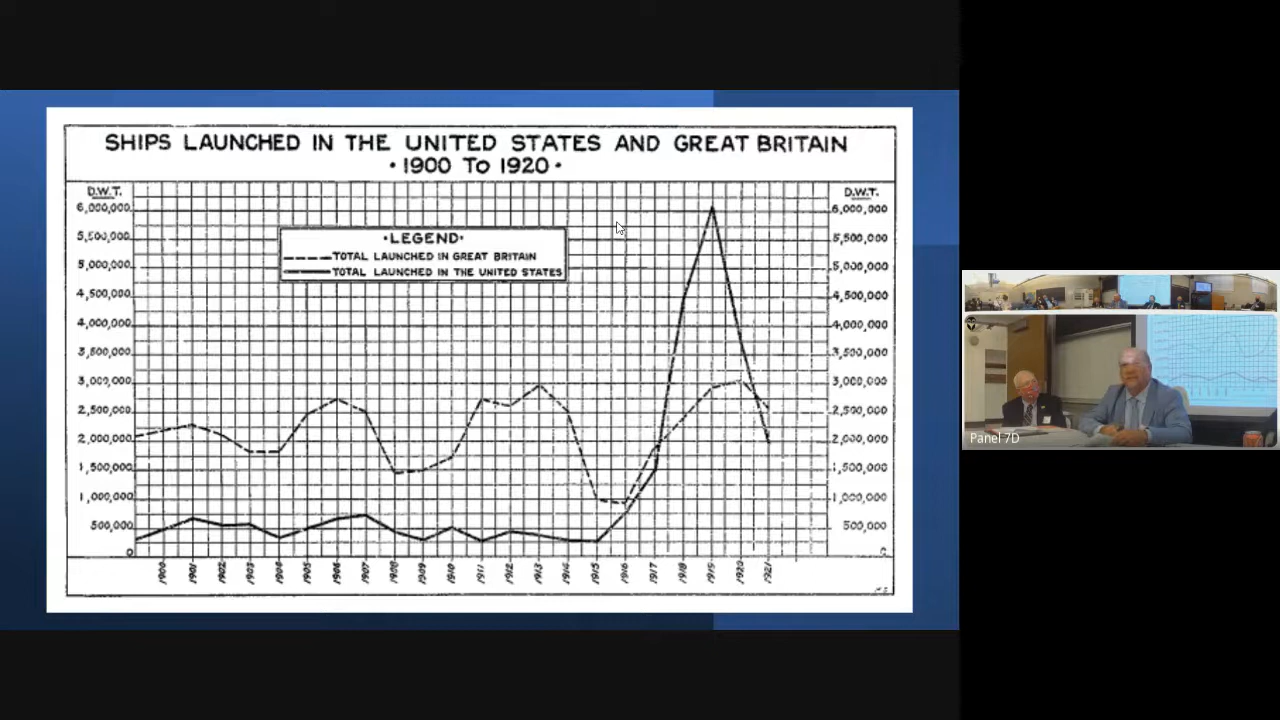 SHIPS LAUNCHED IN THE UNITED STATES AND GREAT BRITAIN
• 1900 TO 1920 •
D.W.T.
D.W.T.
6,000,000
6,000,000
5,500,000
5,500,000
5,000,000
5,000,000
4,500,000
4,500,000
4,000,000
4,000,000
3,500,000
3,500,000
3,000,000
3,000,000
2,500,000
2,500,000
2,000,000
2,000,000
1,500,000
1,500,000
1,000,000
1,000,000
500,000
500,000
0
0
•LEGEND•
TOTAL LAUNCHED IN GREAT BRITAIN
TOTAL LAUNCHED IN THE UNITED STATES
1900 1901 1902 1903 1904 1905 1906 1907 1908 1909 1910 1911 1912 1913 1914 1915 1916 1917 1918 1919 1920 1921
Panel 7D